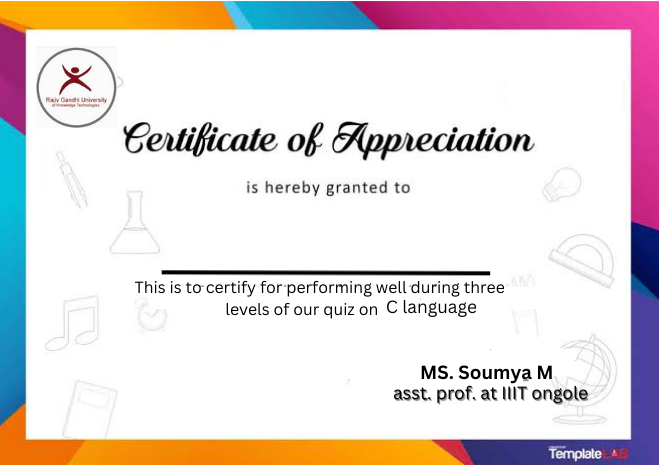 Rajiv Gandhi University
of Knowledge Technologies
Certificate of Appreciation
is hereby granted to
This is to certify for performing well during three
levels of our quiz on C language
MS. Soumya M
asst. prof. at IIIT ongole
TemplateLAB